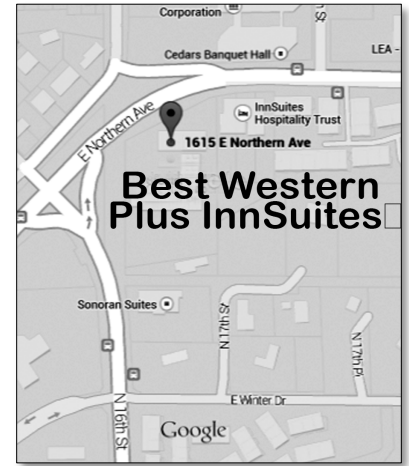 Corporation
St
Cedars Banquet Hall
LEA -
E Northern Ave
InnSuites
Hospitality Trust
1615 E Northern Ave
Best Western
Plus InnSuites
Sonoran Suites
N 17th St
N 17th Pl
E Winter Dr
N 16th St
Google